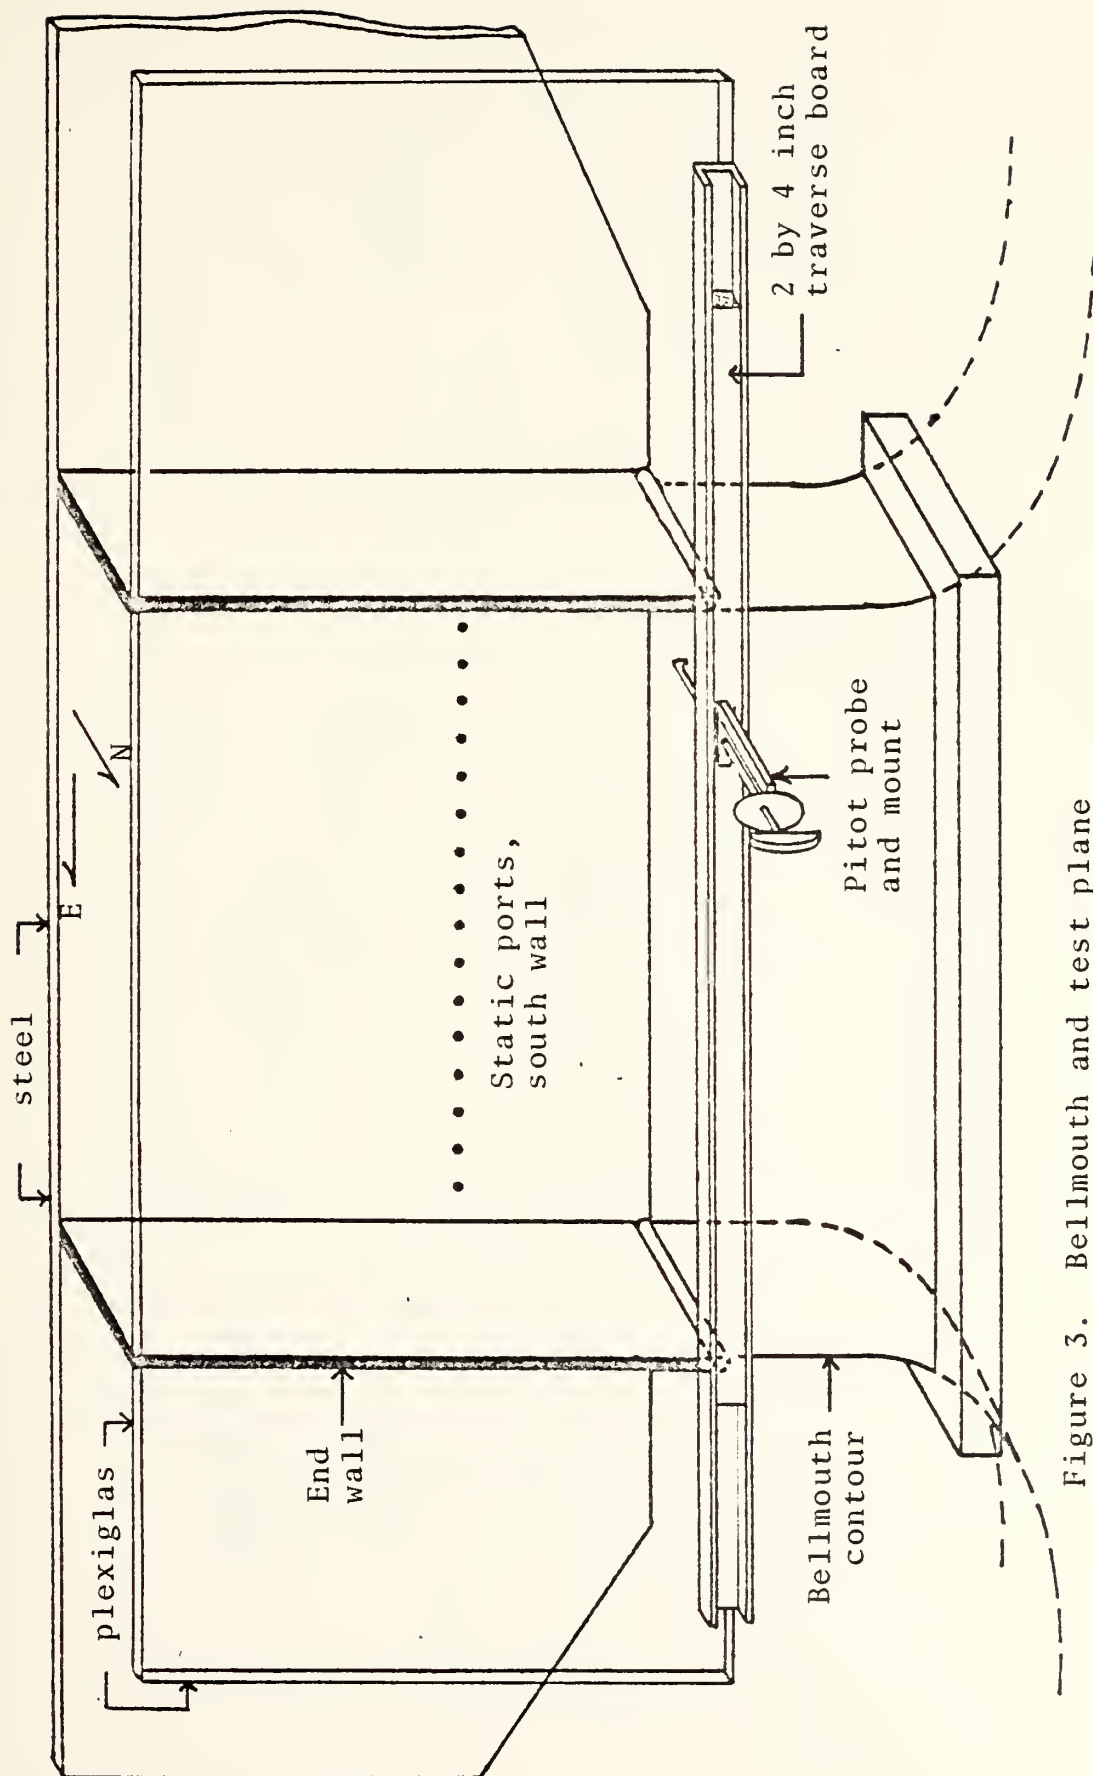 steel
plexiglas
E
N
End
wall
Static ports,
south wall
2 by 4 inch
traverse board
Pitot probe
and mount
Bellmouth
contour
Figure 3. Bellmouth and test plane